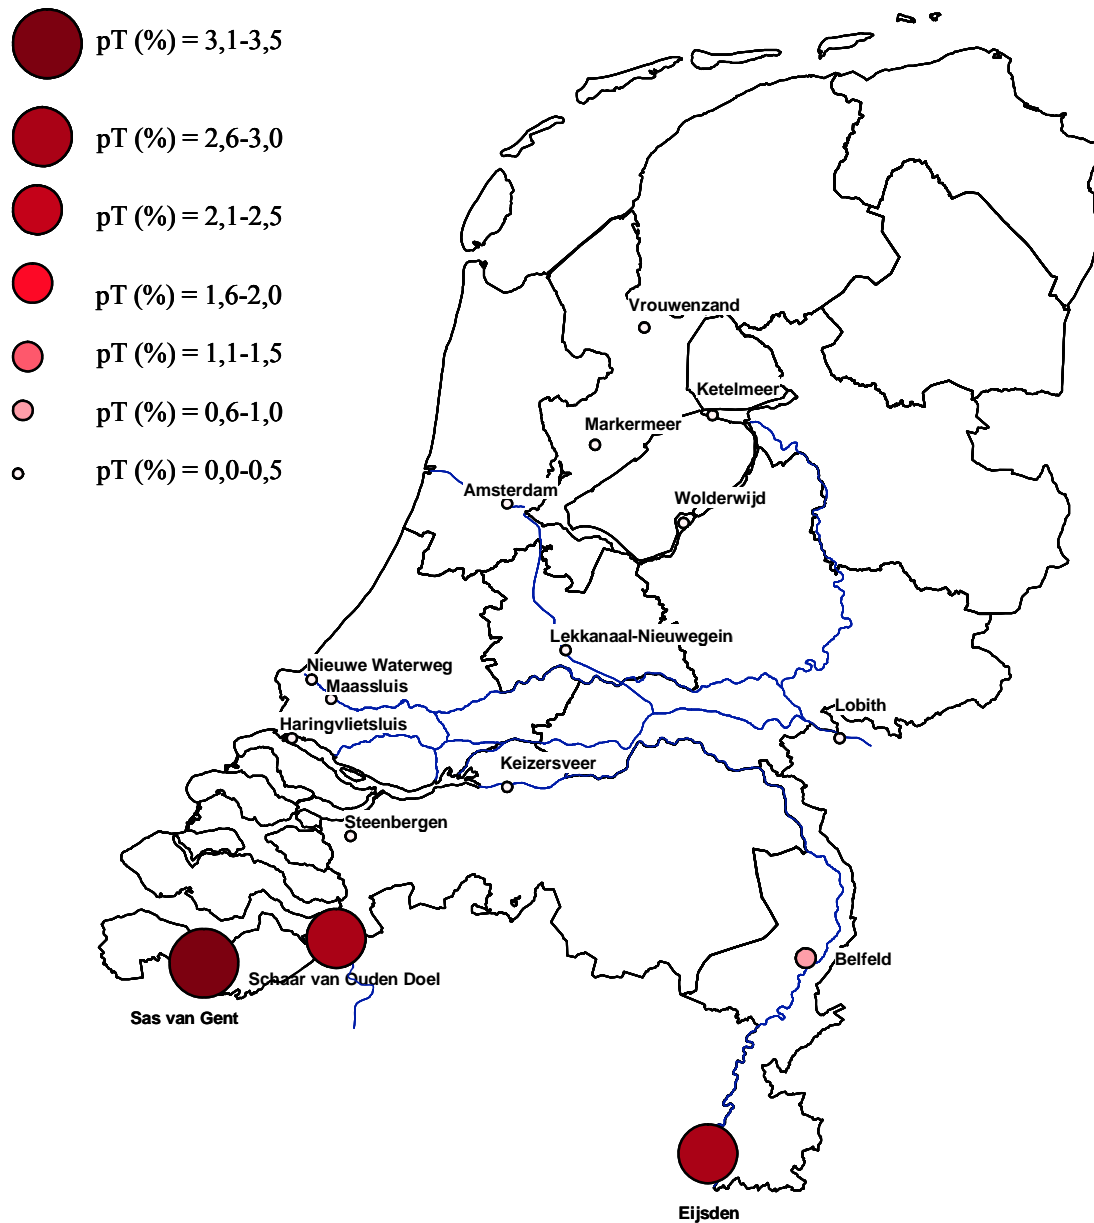 pT (%) = 3,1-3,5
pT (%) = 2,6-3,0
pT (%) = 2,1-2,5
pT (%) = 1,6-2,0
pT (%) = 1,1-1,5
pT (%) = 0,6-1,0
pT (%) = 0,0-0,5
Vrouwenzand
Ketelmeer
Markermeer
Amsterdam
Wolderwijd
Lekkanaal-Nieuwegein
Nieuwe Waterweg
Maassluis
Lobith
Haringvlietsluis
Keizersveer
Steenbergen
Belfeld
Schaar van Ouden Doel
Sas van Gent
Eijsden